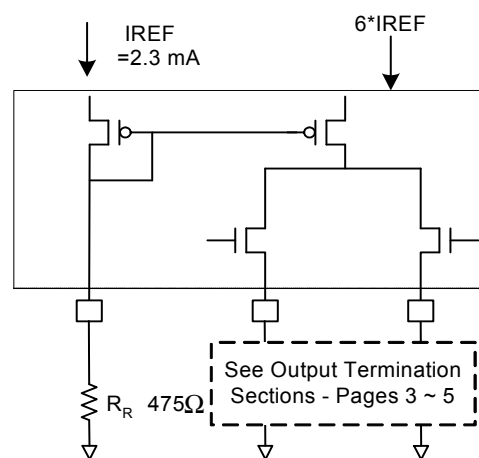 IREF
=2.3 mA
6*IREF
See Output Termination
Sections - Pages 3 ~ 5
RR 475Ω